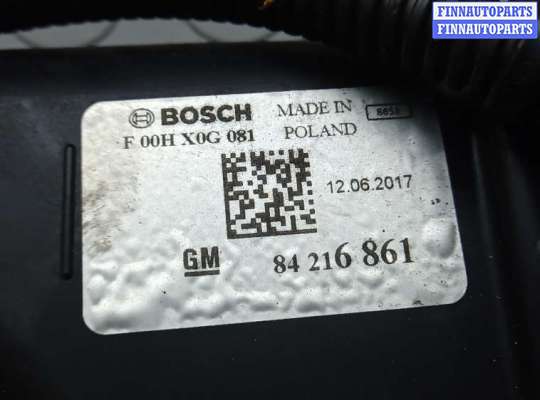 FINNAUTOPARTS
FINNAUTOPARTS
BOSCH MADE IN
F 00H X0G 081 POLAND
12.06.2017
GM 84 216 861